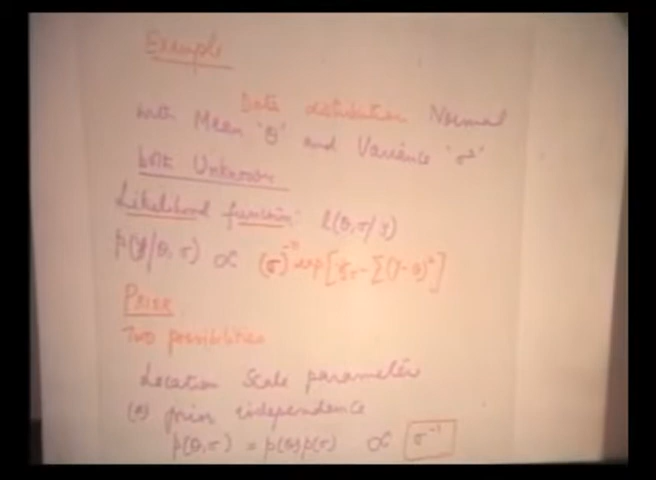 Example
Data distribution Normal
with Mean 'θ' and Variance 'σ²'
both Unknown
Likelihood function: l(θ,σ/y)
p(y/θ,σ) ∝ (σ)⁻ⁿ exp[ - Σ(y-θ)²]
Prior
Two possibilities
Location Scale parameter
(a) prior independence
p(θ,σ) = p(θ)p(σ) ∝ σ⁻¹